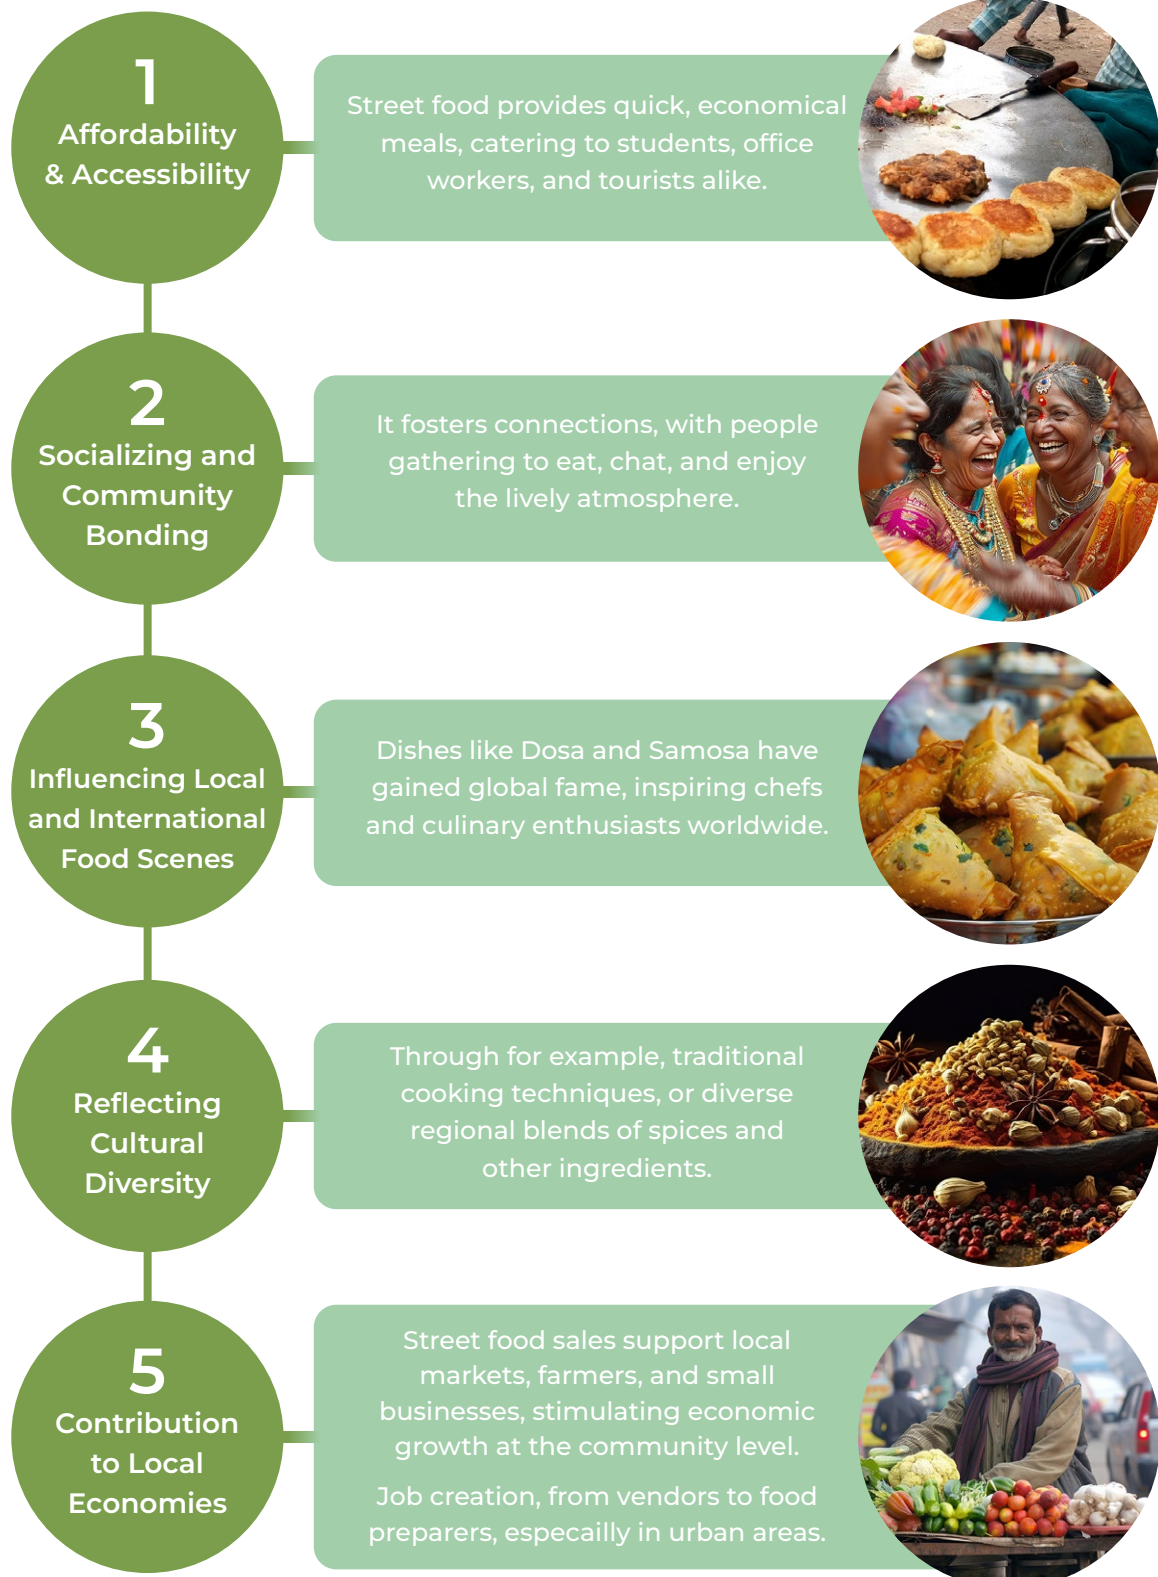 1
Affordability
& Accessibility
Street food provides quick, economical
meals, catering to students, office
workers, and tourists alike.
2
Socializing and
Community
Bonding
It fosters connections, with people
gathering to eat, chat, and enjoy
the lively atmosphere.
3
Influencing Local
and International
Food Scenes
Dishes like Dosa and Samosa have
gained global fame, inspiring chefs
and culinary enthusiasts worldwide.
4
Reflecting
Cultural
Diversity
Through for example, traditional
cooking techniques, or diverse
regional blends of spices and
other ingredients.
5
Contribution
to Local
Economies
Street food sales support local
markets, farmers, and small
businesses, stimulating economic
growth at the community level.
Job creation, from vendors to food
preparers, especailly in urban areas.